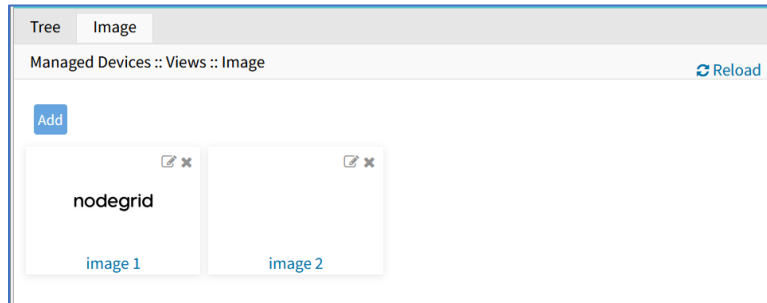 Tree Image
Managed Devices :: Views :: Image
Reload
Add
nodegrid
image 1 image 2